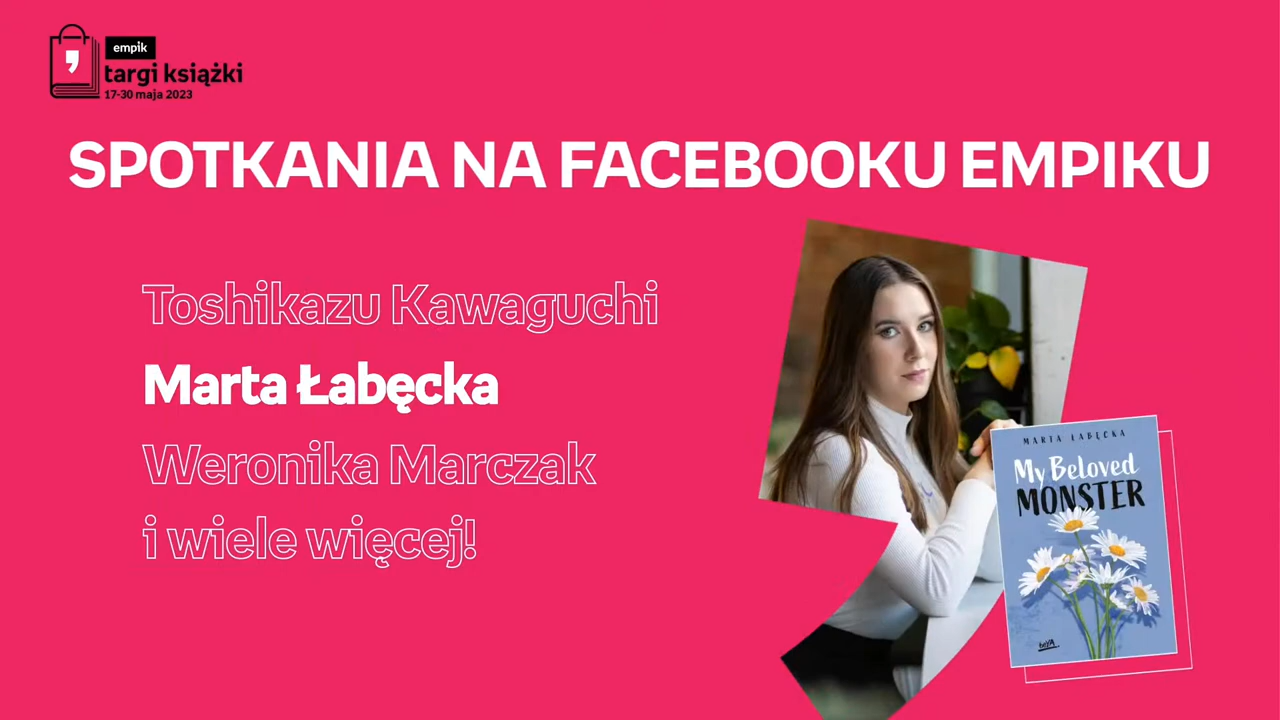 empik
targi książki
17-30 maja 2023
SPOTKANIA NA FACEBOOKU EMPIKU
Toshikazu Kawaguchi
Marta Łabęcka
Weronika Marczak
i wiele więcej!
MARTA ŁABĘCKA
My Beloved
MONSTER
beYA.